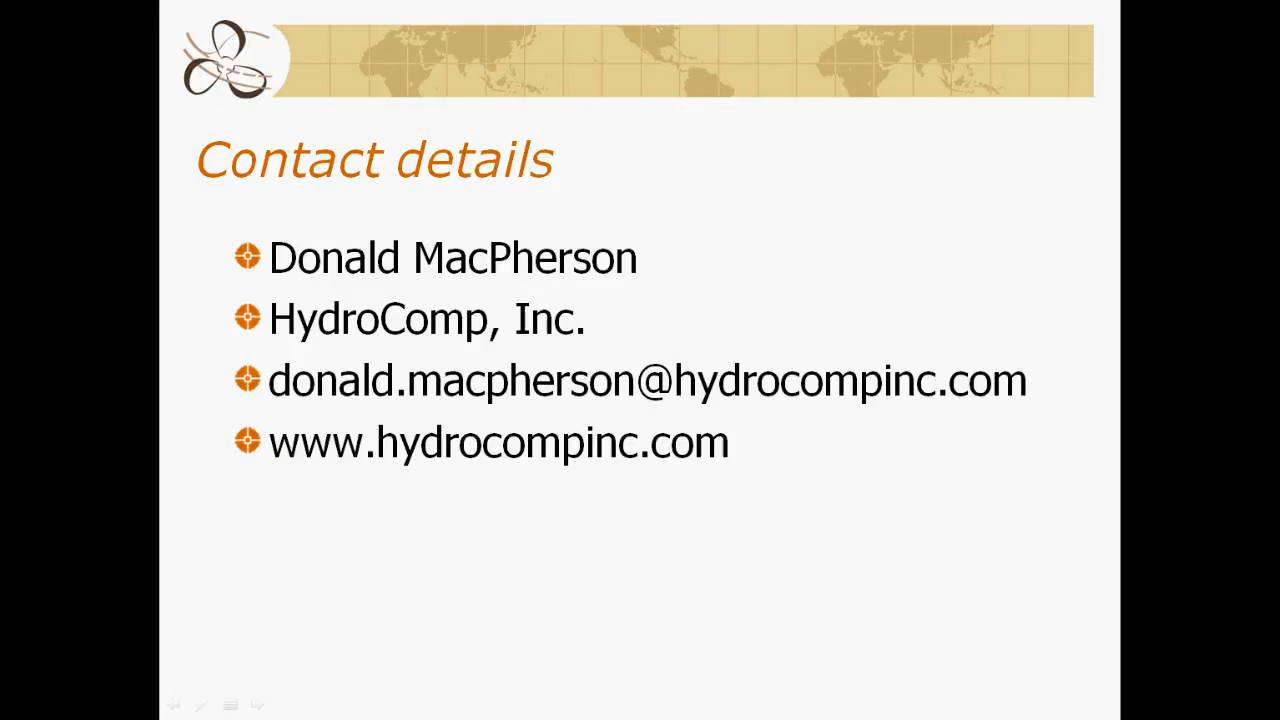 Contact details
Donald MacPherson
HydroComp, Inc.
donald.macpherson@hydrocompinc.com
www.hydrocompinc.com